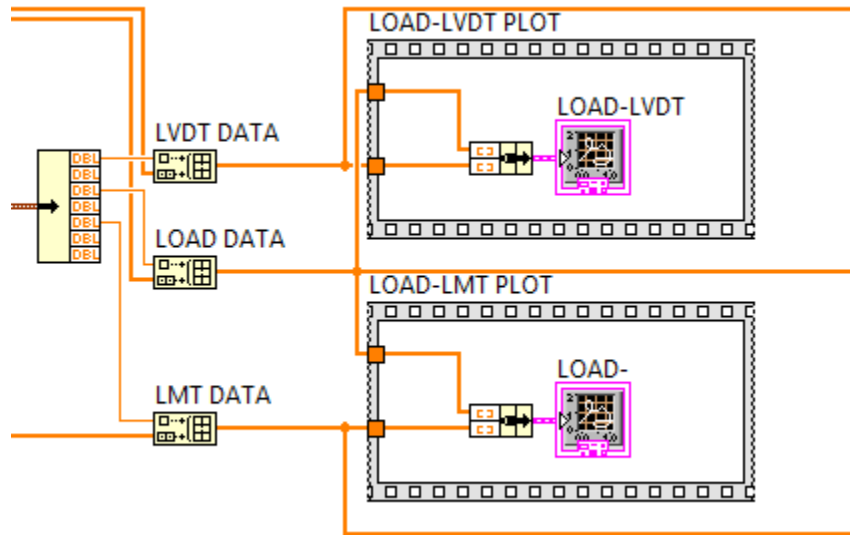 LOAD-LVDT PLOT
LVDT DATA
LOAD-LVDT
DBL
DBL
DBL
DBL
DBL
DBL
DBL
LOAD DATA
LOAD-LMT PLOT
LMT DATA
LOAD-